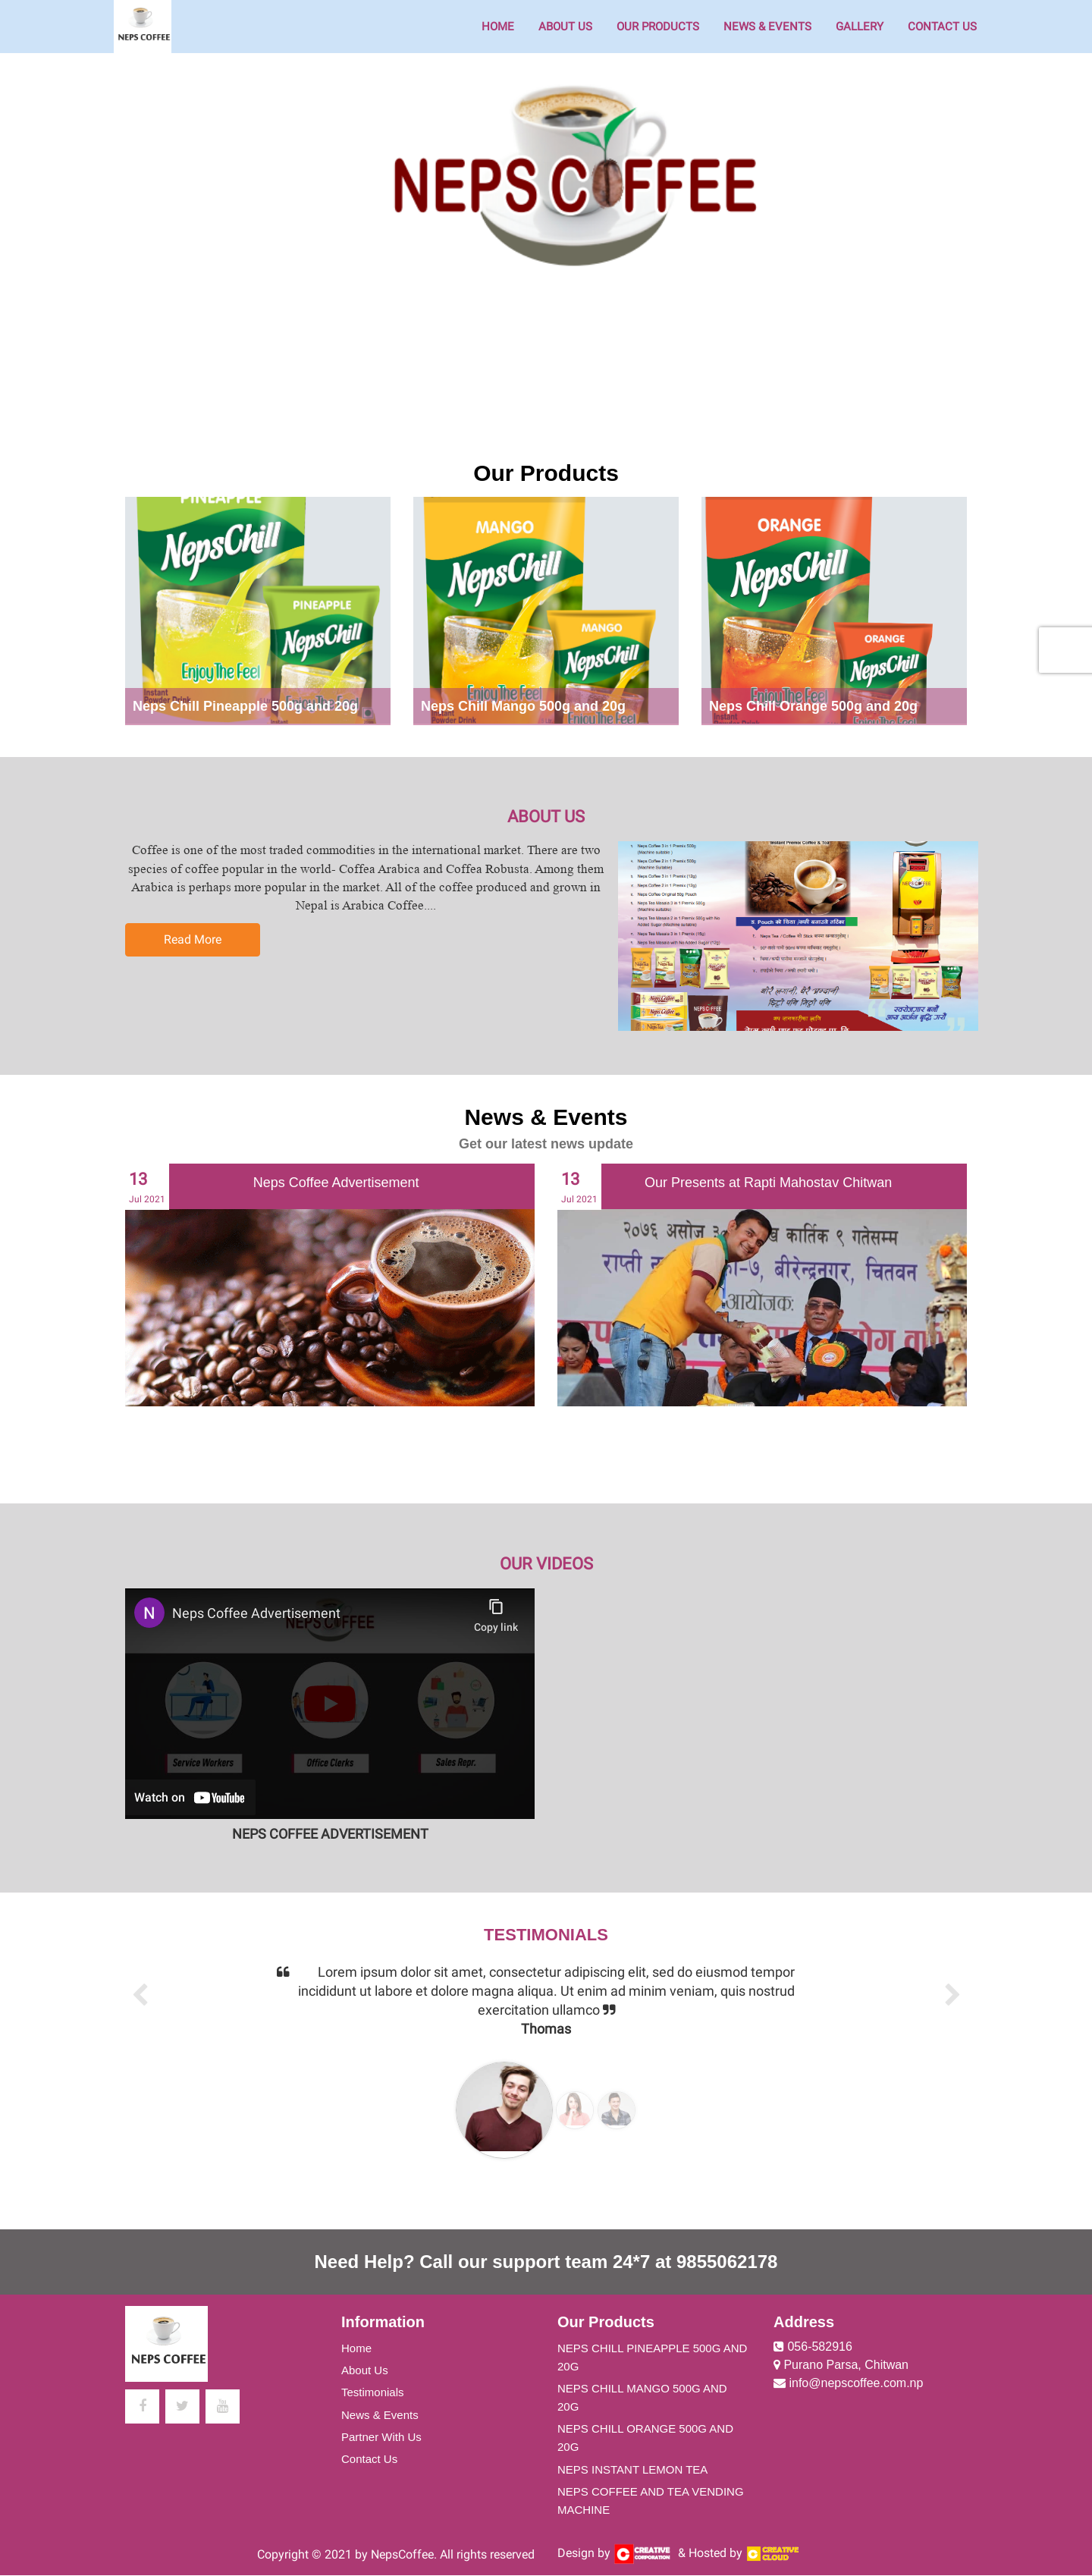 NEPS COFFEE
HOME ABOUT US OUR PRODUCTS NEWS & EVENTS GALLERY CONTACT US
NEPS COFFEE
Our Products
PINEAPPLE
NepsChill
PINEAPPLE
NepsChill
Enjoy The Feel
Instant
Neps Chill Pineapple 500g and 20g
MANGO
NepsChill
MANGO
NepsChill
Enjoy The Feel
Neps Chill Mango 500g and 20g
ORANGE
NepsChill
ORANGE
NepsChill
Enjoy The Feel
Neps Chill Orange 500g and 20g
ABOUT US
Coffee is one of the most traded commodities in the international market. There are two
species of coffee popular in the world- Coffea Arabica and Coffea Robusta. Among them
Arabica is perhaps more popular in the market. All of the coffee produced and grown in
Nepal is Arabica Coffee....
Read More
News & Events
Get our latest news update
13
Jul 2021
Neps Coffee Advertisement
13
Jul 2021
Our Presents at Rapti Mahostav Chitwan
२०७६ असोज
कार्तिक ९ गतेसम्म
राप्ती
का-७, बीरेन्द्रनगर, चितवन
आयोजक:
OUR VIDEOS
N Neps Coffee Advertisement
Copy link
NEPS COFFEE
Service Workers Office Clerks Sales Repr.
Watch on YouTube
NEPS COFFEE ADVERTISEMENT
TESTIMONIALS
Lorem ipsum dolor sit amet, consectetur adipiscing elit, sed do eiusmod tempor
incididunt ut labore et dolore magna aliqua. Ut enim ad minim veniam, quis nostrud
exercitation ullamco
Thomas
Need Help? Call our support team 24*7 at 9855062178
NEPS COFFEE
Information
Home
About Us
Testimonials
News & Events
Partner With Us
Contact Us
Our Products
NEPS CHILL PINEAPPLE 500G AND
20G
NEPS CHILL MANGO 500G AND
20G
NEPS CHILL ORANGE 500G AND
20G
NEPS INSTANT LEMON TEA
NEPS COFFEE AND TEA VENDING
MACHINE
Address
056-582916
Purano Parsa, Chitwan
info@nepscoffee.com.np
Copyright © 2021 by NepsCoffee. All rights reserved
Design by CREATIVE CORPORATION & Hosted by CREATIVE CLOUD